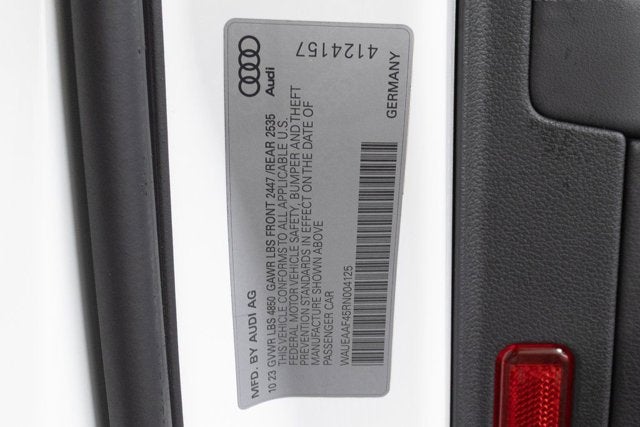 MFD. BY AUDI AG
10 23 GVWR LBS 4850 GAWR LBS FRONT 2447/REAR 2535
THIS VEHICLE CONFORMS TO ALL APPLICABLE U.S.
FEDERAL MOTOR VEHICLE SAFETY, BUMPER AND THEFT
PREVENTION STANDARDS IN EFFECT ON THE DATE OF
MANUFACTURE SHOWN ABOVE
PASSENGER CAR
WAUEAAF45RN004125
Audi
4124157
GERMANY